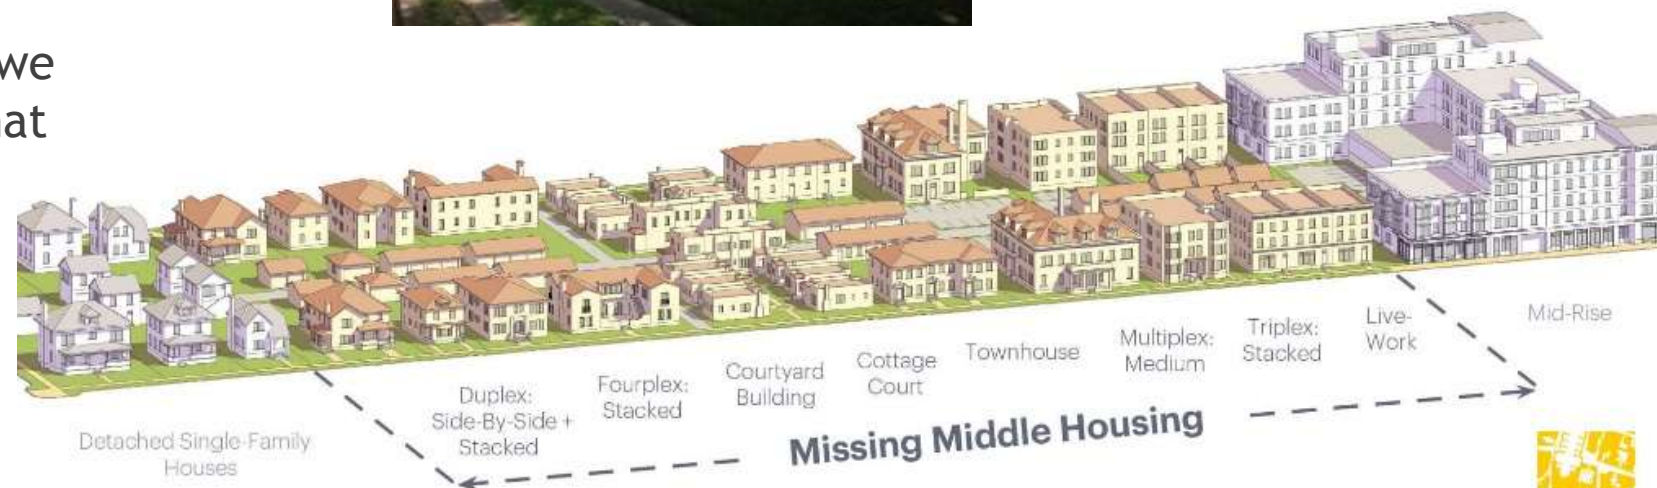 we
at
Detached Single-Family
Houses
Duplex:
Side-By-Side +
Stacked
Fourplex:
Stacked
Courtyard
Building
Cottage
Court
Townhouse
Multiplex:
Medium
Triplex:
Stacked
Live-
Work
Mid-Rise
Missing Middle Housing